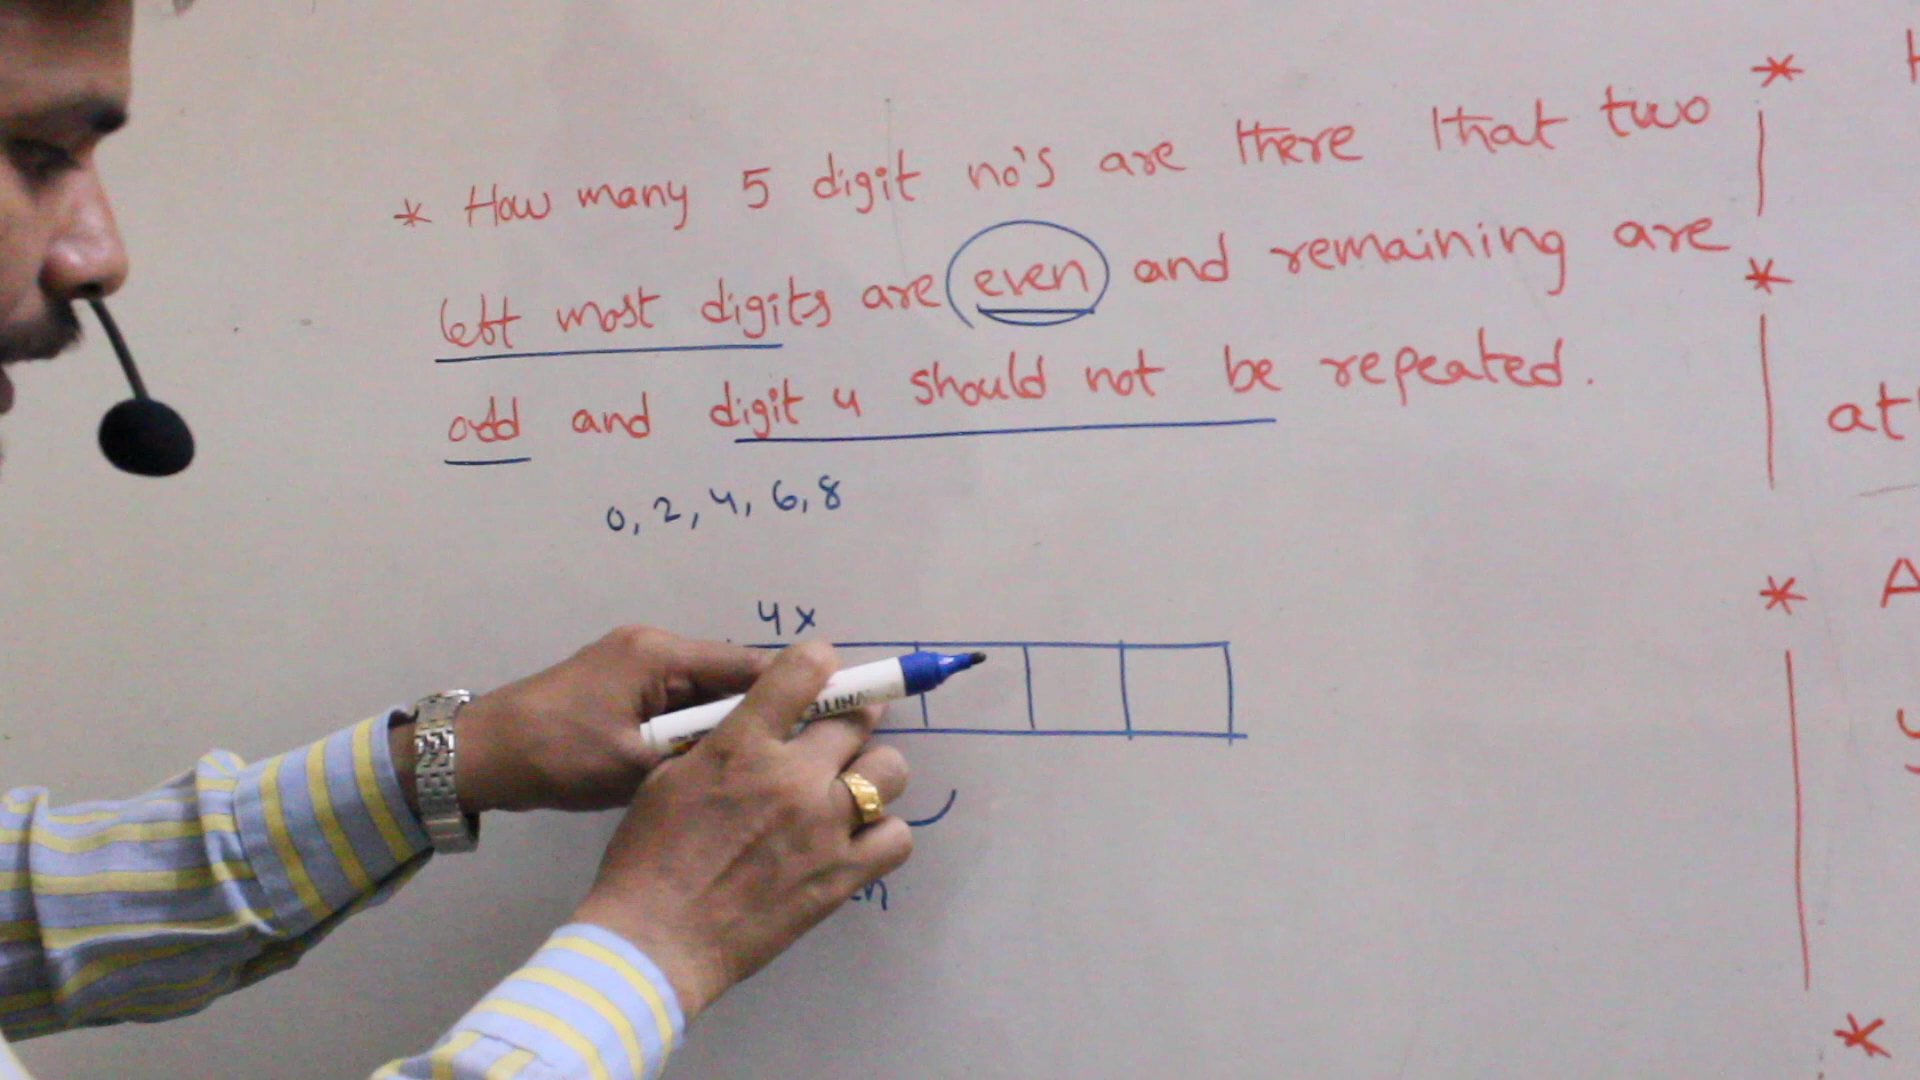 * How many 5 digit no's are there that two
left most digits are even and remaining are
odd and digit 4 should not be repeated.
0, 2, 4, 6, 8
4 x
*
*
at
* A
*